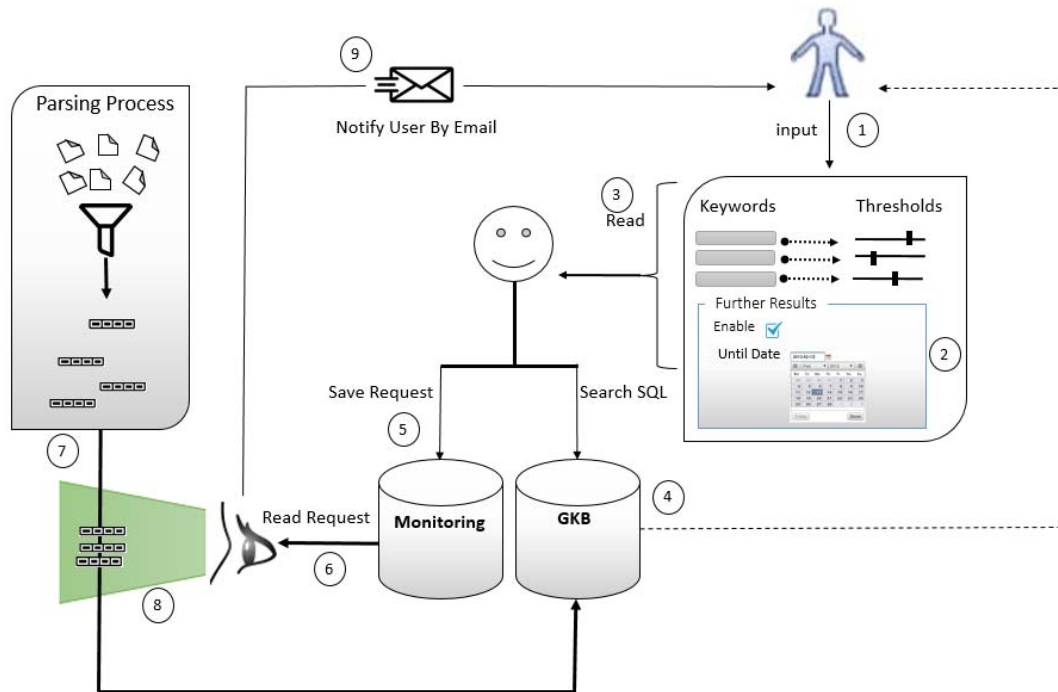 9
Parsing Process
Notify User By Email
input
1
3
Read
Keywords
Thresholds
Further Results
Enable
Until Date
2
Save Request
Search SQL
5
7
4
Monitoring
GKB
Read Request
6
8